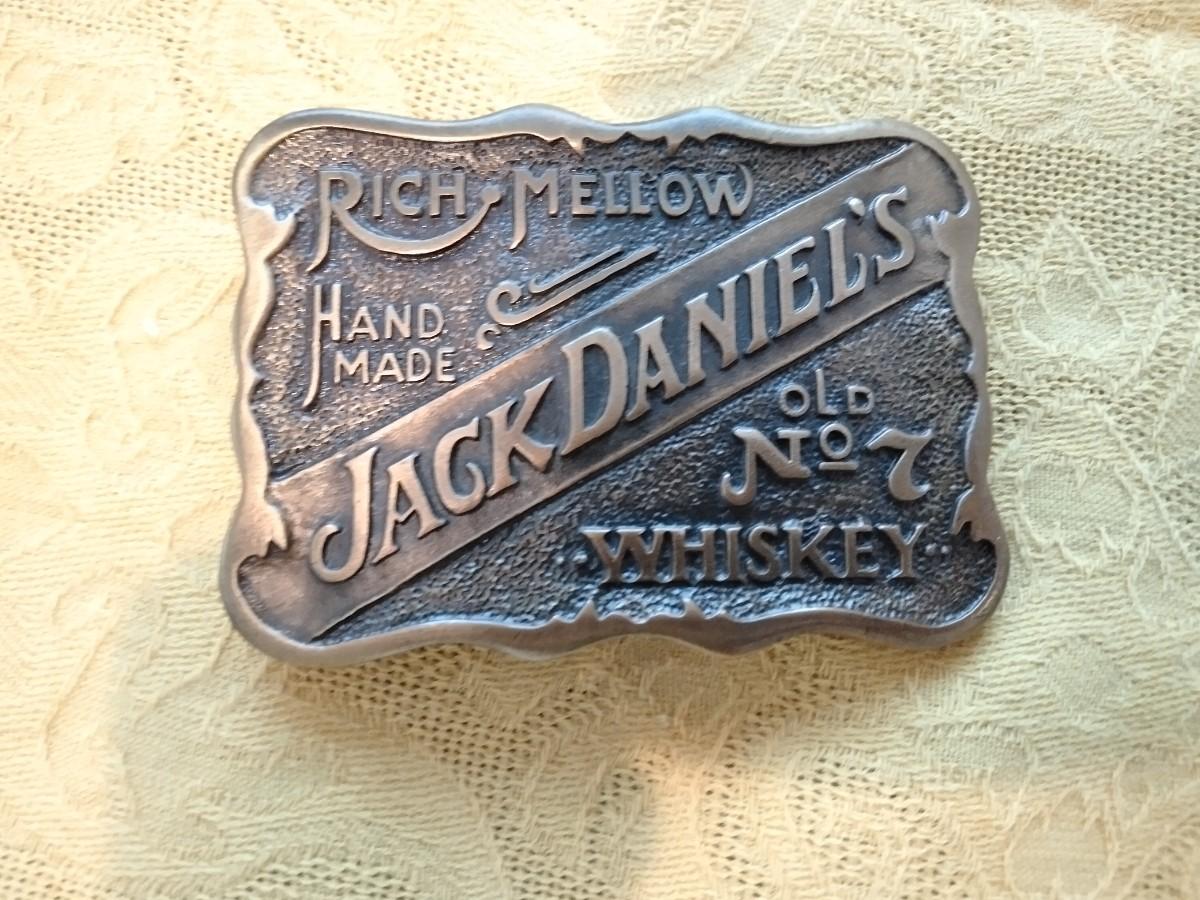 RICH MELLOW
HAND
MADE
JACK DANIEL'S
OLD
No 7
WHISKEY